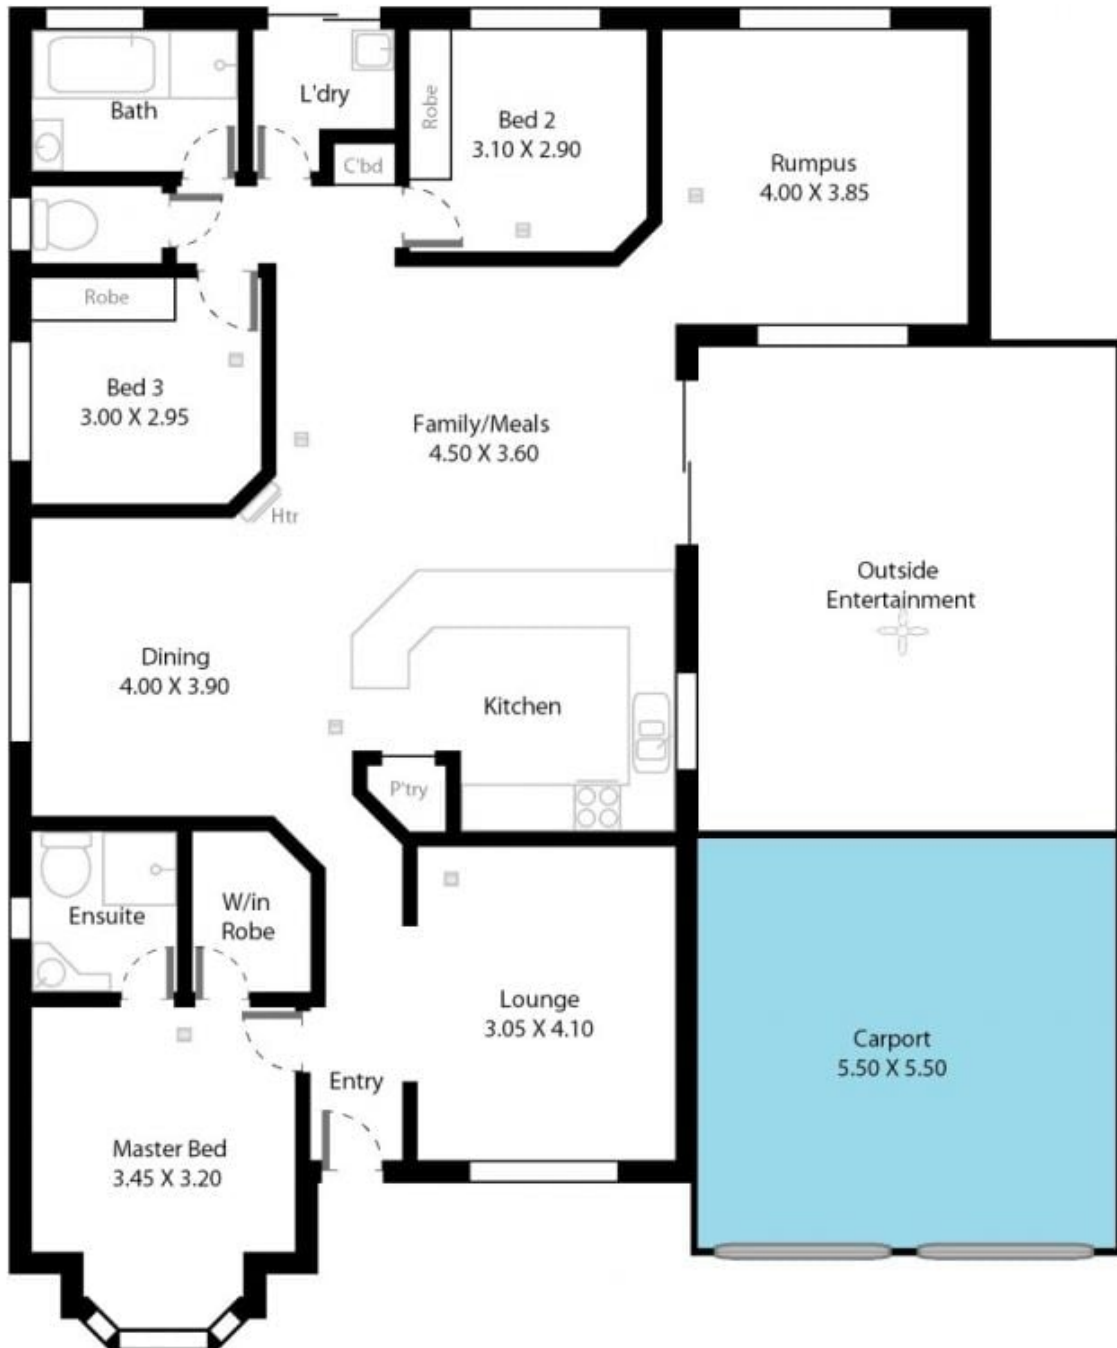 Bath
L'dry
C'bd
Robe
Bed 2
3.10 X 2.90
Rumpus
4.00 X 3.85
Robe
Bed 3
3.00 X 2.95
Family/Meals
4.50 X 3.60
Htr
Outside
Entertainment
Dining
4.00 X 3.90
Kitchen
P'try
Ensuite
W/in
Robe
Lounge
3.05 X 4.10
Carport
5.50 X 5.50
Entry
Master Bed
3.45 X 3.20